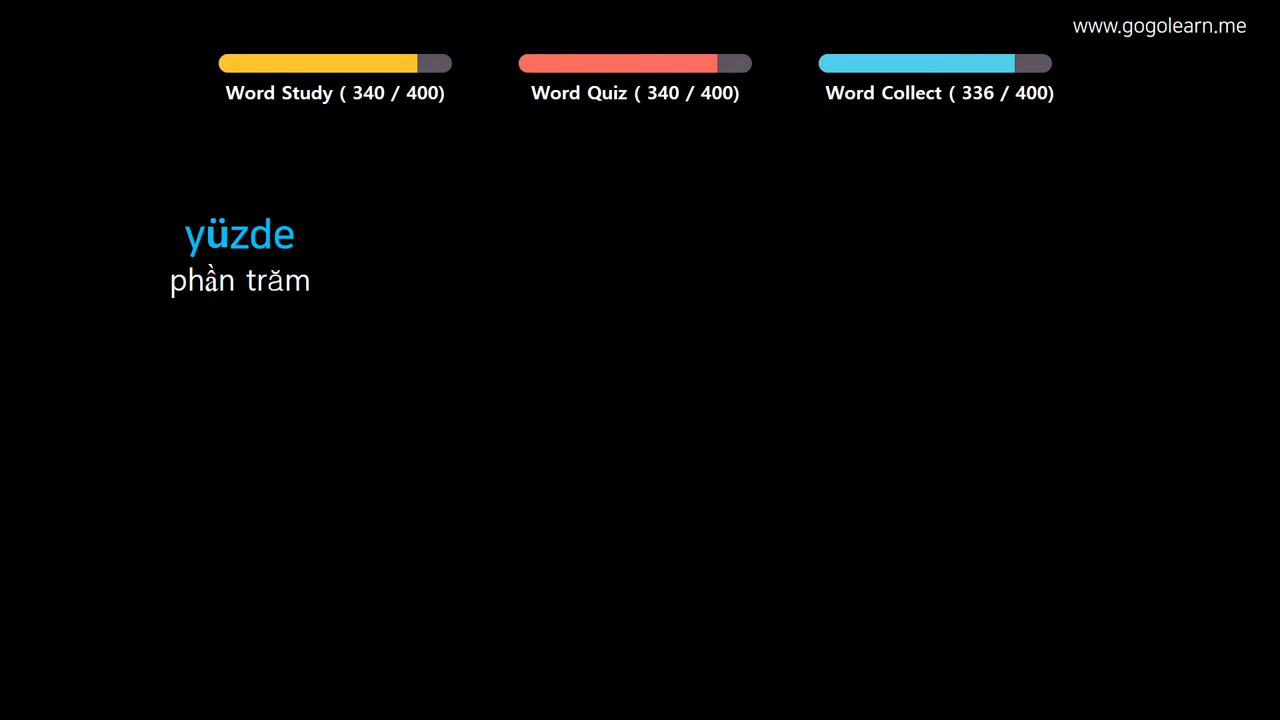 www.gogolearn.me
Word Study ( 340 / 400)
Word Quiz ( 340 / 400)
Word Collect ( 336 / 400)
yüzde
phần trăm